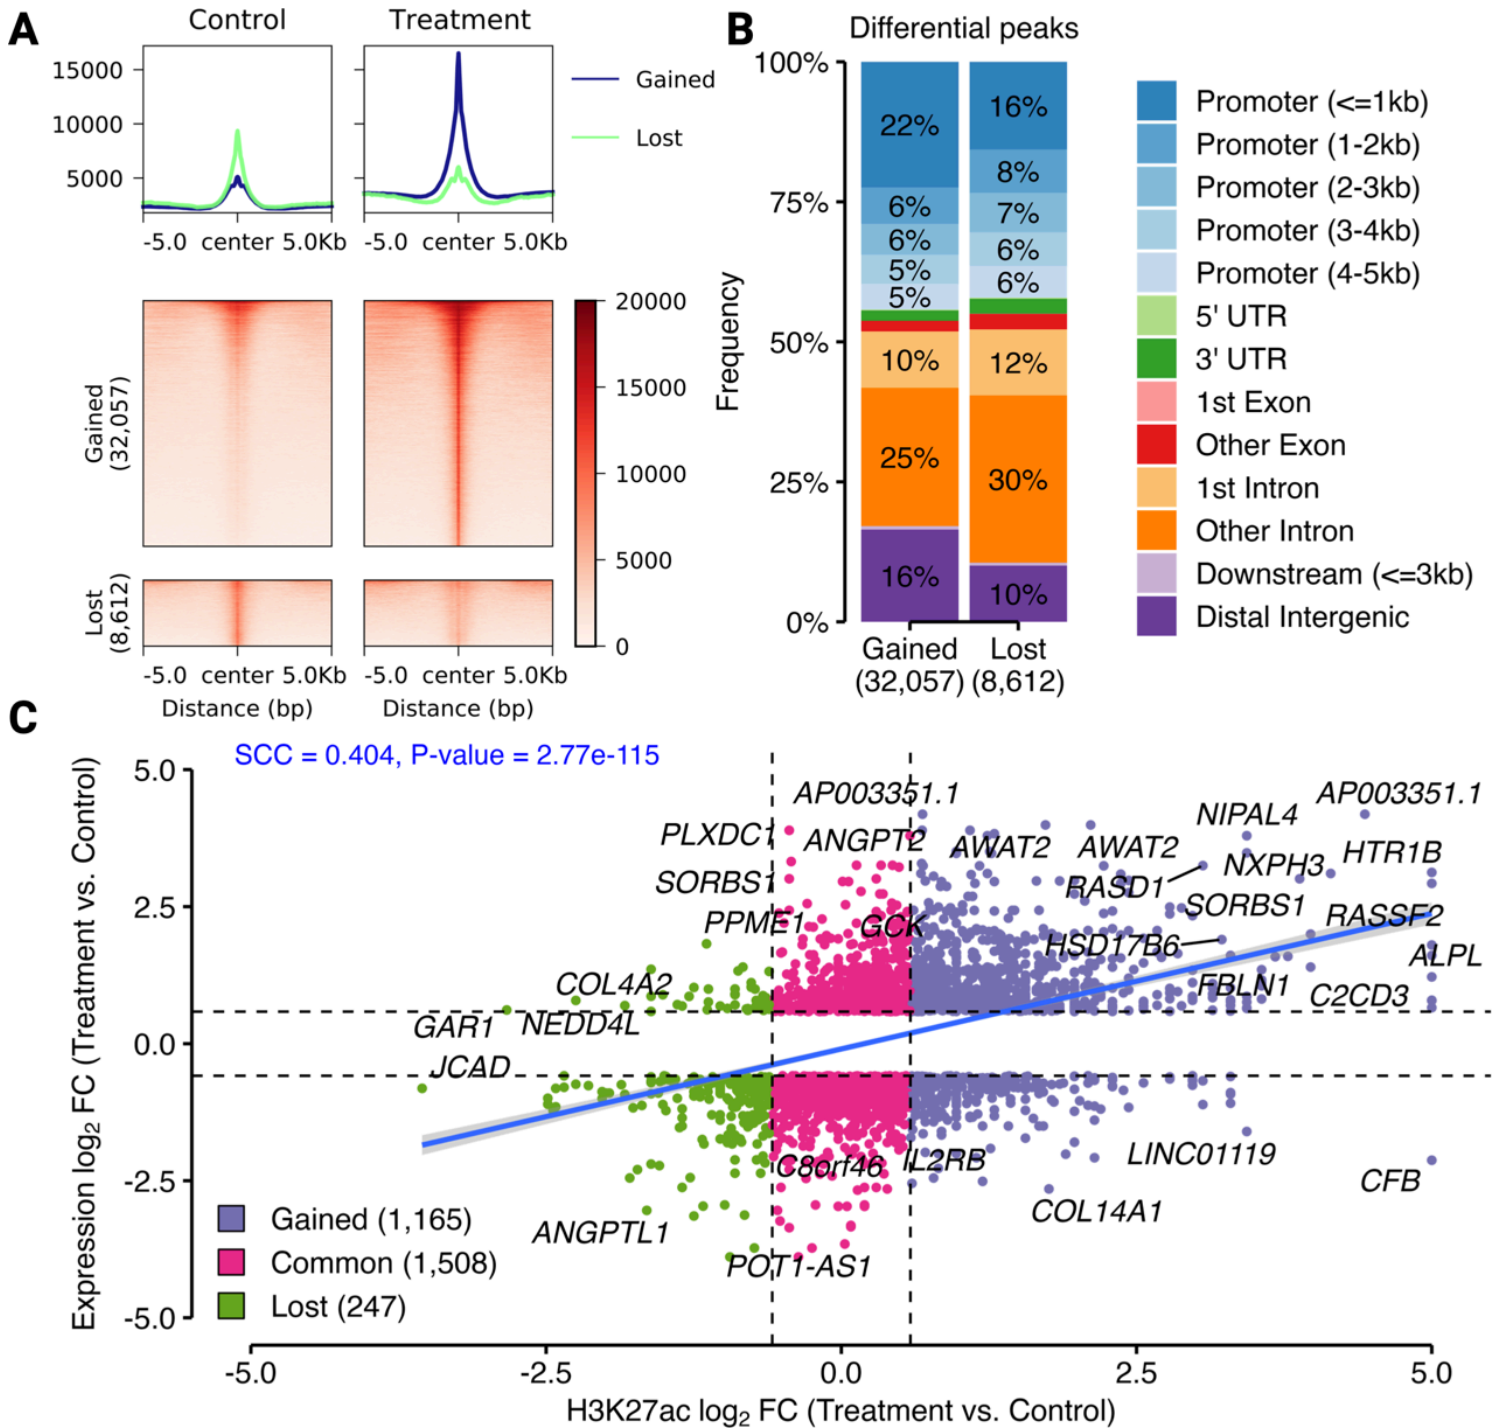 A
Control
Treatment
15000
10000
5000
Gained
Lost
-5.0 center 5.0Kb
-5.0 center 5.0Kb
Gained
(32,057)
Lost
(8,612)
20000
15000
10000
5000
0
-5.0 center 5.0Kb
-5.0 center 5.0Kb
Distance (bp)
Distance (bp)
B
Differential peaks
Frequency
100%
75%
50%
25%
0%
22%
6%
6%
5%
5%
10%
25%
16%
16%
8%
7%
6%
6%
12%
30%
10%
Gained
(32,057)
Lost
(8,612)
Promoter (<=1kb)
Promoter (1-2kb)
Promoter (2-3kb)
Promoter (3-4kb)
Promoter (4-5kb)
5' UTR
3' UTR
1st Exon
Other Exon
1st Intron
Other Intron
Downstream (<=3kb)
Distal Intergenic
C
SCC = 0.404, P-value = 2.77e-115
Expression log2 FC (Treatment vs. Control)
5.0
2.5
0.0
-2.5
-5.0
AP003351.1
AP003351.1
NIPAL4
PLXDC1
ANGPT2
AWAT2
AWAT2
NXPH3
HTR1B
SORBS1
RASD1
SORBS1
PPME1
GCK
RASSF2
HSD17B6
ALPL
COL4A2
FBLN1
C2CD3
GAR1
NEDD4L
JCAD
C8orf46
IL2RB
LINC01119
CFB
COL14A1
ANGPTL1
POT1-AS1
Gained (1,165)
Common (1,508)
Lost (247)
-5.0
-2.5
0.0
2.5
5.0
H3K27ac log2 FC (Treatment vs. Control)